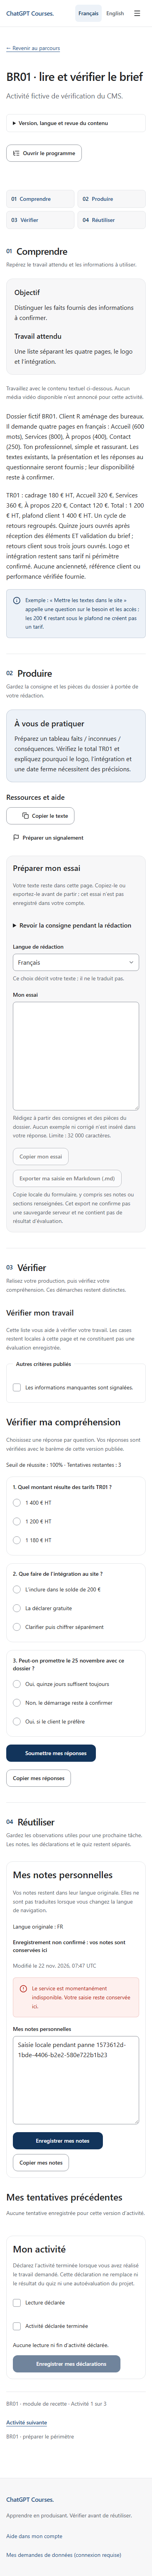 ChatGPT Courses.
Français
English
← Revenir au parcours
BR01 · lire et vérifier le brief
Activité fictive de vérification du CMS.
Version, langue et revue du contenu
Ouvrir le programme
01 Comprendre
02 Produire
03 Vérifier
04 Réutiliser
01 Comprendre
Repérez le travail attendu et les informations à utiliser.
Objectif
Distinguer les faits fournis des informations
à confirmer.
Travail attendu
Une liste séparant les quatre pages, le logo
et l'intégration.
Travaillez avec le contenu textuel ci-dessous. Aucun
média vidéo disponible n'est annoncé pour cette activité.
Dossier fictif BR01. Client R aménage des bureaux.
Il demande quatre pages en français : Accueil (600
mots), Services (800), À propos (400), Contact
(250). Ton professionnel, simple et rassurant. Les
textes existants, la présentation et les réponses au
questionnaire seront fournis ; leur disponibilité
reste à confirmer.
TR01 : cadrage 180 € HT, Accueil 320 €, Services
360 €, À propos 220 €, Contact 120 €. Total : 1 200
€ HT, plafond client 1 400 € HT. Un cycle de
retours regroupés. Quinze jours ouvrés après
réception des éléments ET validation du brief ;
retours client sous trois jours ouvrés. Logo et
intégration restent sans tarif ni périmètre
confirmé. Aucune ancienneté, référence client ou
performance vérifiée fournie.
Exemple : « Mettre les textes dans le site »
appelle une question sur le besoin et les accès ;
les 200 € restant sous le plafond ne créent pas
un tarif.
02 Produire
Gardez la consigne et les pièces du dossier à portée de
votre rédaction.
À vous de pratiquer
Préparez un tableau faits / inconnues /
conséquences. Vérifiez le total TR01 et
expliquez pourquoi le logo, l'intégration et
une date ferme nécessitent des précisions.
Ressources et aide
Copier le texte
Préparer un signalement
Préparer mon essai
Votre texte reste dans cette page. Copiez-le ou
exportez-le avant de partir : cet essai n'est pas
enregistré dans votre compte.
Revoir la consigne pendant la rédaction
Langue de rédaction
Français
Ce choix décrit votre texte : il ne le traduit pas.
Mon essai
Rédigez à partir des consignes et des pièces du
dossier. Aucun exemple ni corrigé n'est inséré dans
votre réponse. Limite : 32 000 caractères.
Copier mon essai
Exporter ma saisie en Markdown (.md)
Copie locale du formulaire, y compris ses notes ou
sections renseignées. Cet export ne confirme pas
une sauvegarde serveur et ne contient pas de
résultat d'évaluation.
03 Vérifier
Relisez votre production, puis vérifiez votre
compréhension. Ces démarches restent distinctes.
Vérifier mon travail
Cette liste vous aide à vérifier votre travail. Les cases
restent locales à cette page et ne constituent pas une
évaluation enregistrée.
Autres critères publiés
Les informations manquantes sont signalées.
Vérifier ma compréhension
Choisissez une réponse par question. Vos réponses sont
vérifiées avec le barème de cette version publiée.
Seuil de réussite : 100% · Tentatives restantes : 3
1. Quel montant résulte des tarifs TR01 ?
1 400 € HT
1 200 € HT
1 180 € HT
2. Que faire de l'intégration au site ?
L'inclure dans le solde de 200 €
La déclarer gratuite
Clarifier puis chiffrer séparément
3. Peut-on promettre le 25 novembre avec ce
dossier ?
Oui, quinze jours suffisent toujours
Non, le démarrage reste à confirmer
Oui, si le client le préfère
Soumettre mes réponses
Copier mes réponses
04 Réutiliser
Gardez les observations utiles pour une prochaine tâche.
Les notes, les déclarations et le quiz restent séparés.
Mes notes personnelles
Vos notes restent dans leur langue originale. Elles ne
sont pas traduites lorsque vous changez la langue
de navigation.
Langue originale : FR
Enregistrement non confirmé : vos notes sont
conservées ici
Modifié le 22 nov. 2026, 07:47 UTC
Le service est momentanément
indisponible. Votre saisie reste conservée
ici.
Mes notes personnelles
Saisie locale pendant panne 1573612d-
1bde-4406-b2e2-580e722b1b23
Enregistrer mes notes
Copier mes notes
Mes tentatives précédentes
Aucune tentative enregistrée pour cette version d'activité.
Mon activité
Déclarez l'activité terminée lorsque vous avez réalisé
le travail demandé. Cette déclaration ne remplace ni
le résultat du quiz ni une autoévaluation du projet.
Lecture déclarée
Activité déclarée terminée
Aucune lecture ni fin d'activité déclarée.
Enregistrer mes déclarations
BR01 · module de recette · Activité 1 sur 3
Activité suivante
BR01 · préparer le périmètre
ChatGPT Courses.
Apprendre en produisant. Vérifier avant de réutiliser.
Aide dans mon compte
Mes demandes de données (connexion requise)